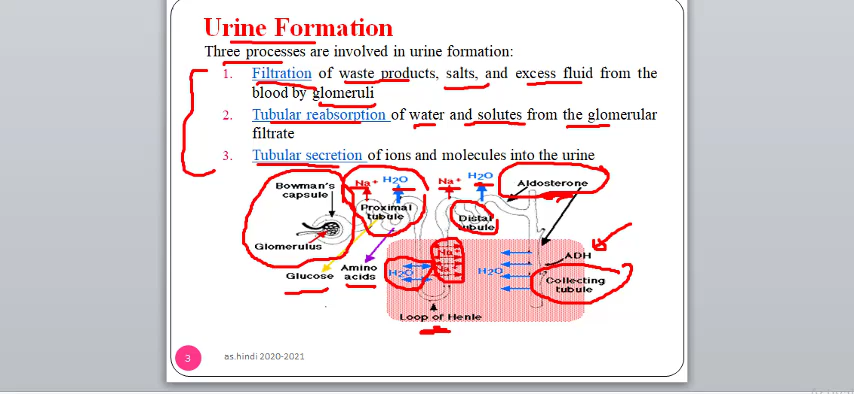 Urine Formation
Three processes are involved in urine formation:
1. Filtration of waste products, salts, and excess fluid from the
blood by glomeruli
2. Tubular reabsorption of water and solutes from the glomerular
filtrate
3. Tubular secretion of ions and molecules into the urine
Bowman's
capsule
Na+
H2O
Na+
H2O
Aldosterone
Proximal
tubule
Distal
tubule
Glomerulus
Na+
Na+
H2O
H2O
ADH
Glucose
Amino
acids
Collecting
tubule
Loop of Henle
3
as.hindi 2020-2021